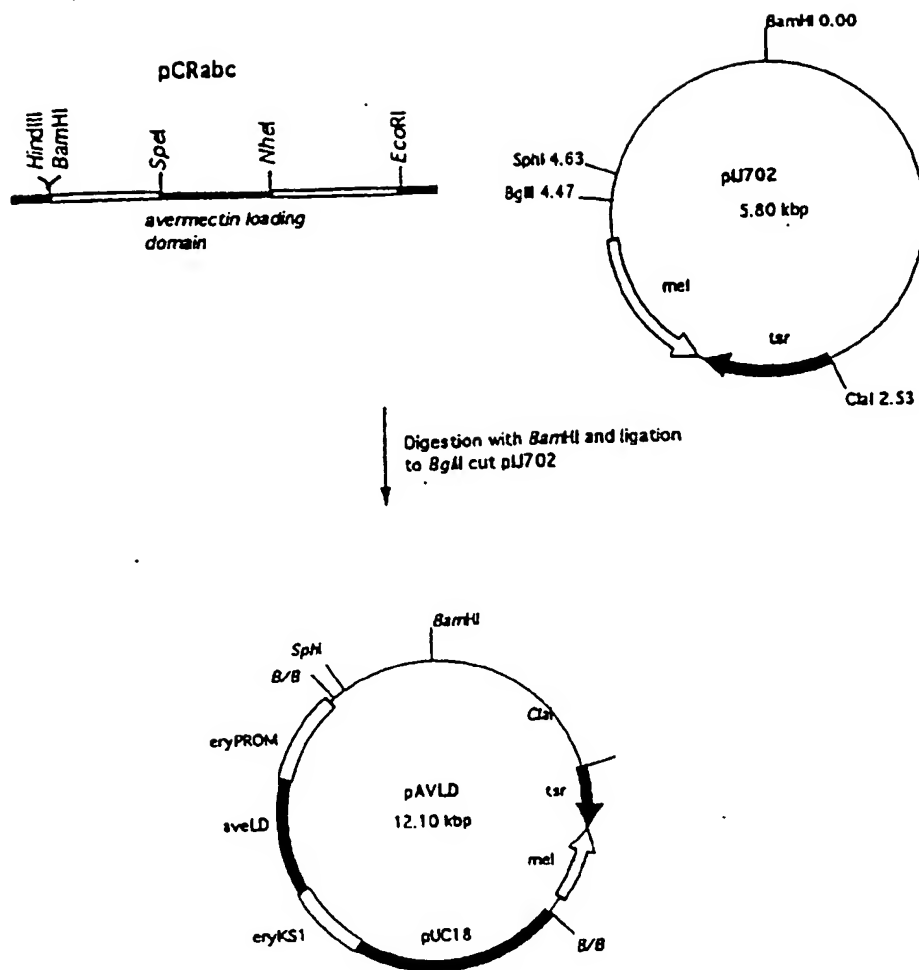 pCRabc
HindIII
BamHI
SpeI
NheI
EcoRI
avermectin loading
domain
BamHI 0.00
SphI 4.63
BglII 4.47
pIJ702
5.80 kbp
mel
tsr
ClaI 2.53
Digestion with BamHI and ligation
to BglII cut pIJ702
BamHI
SphI
B/B
ClaI
eryPROM
pAVLD
12.10 kbp
tsr
aveLD
mel
eryKS1
pUC18
B/B